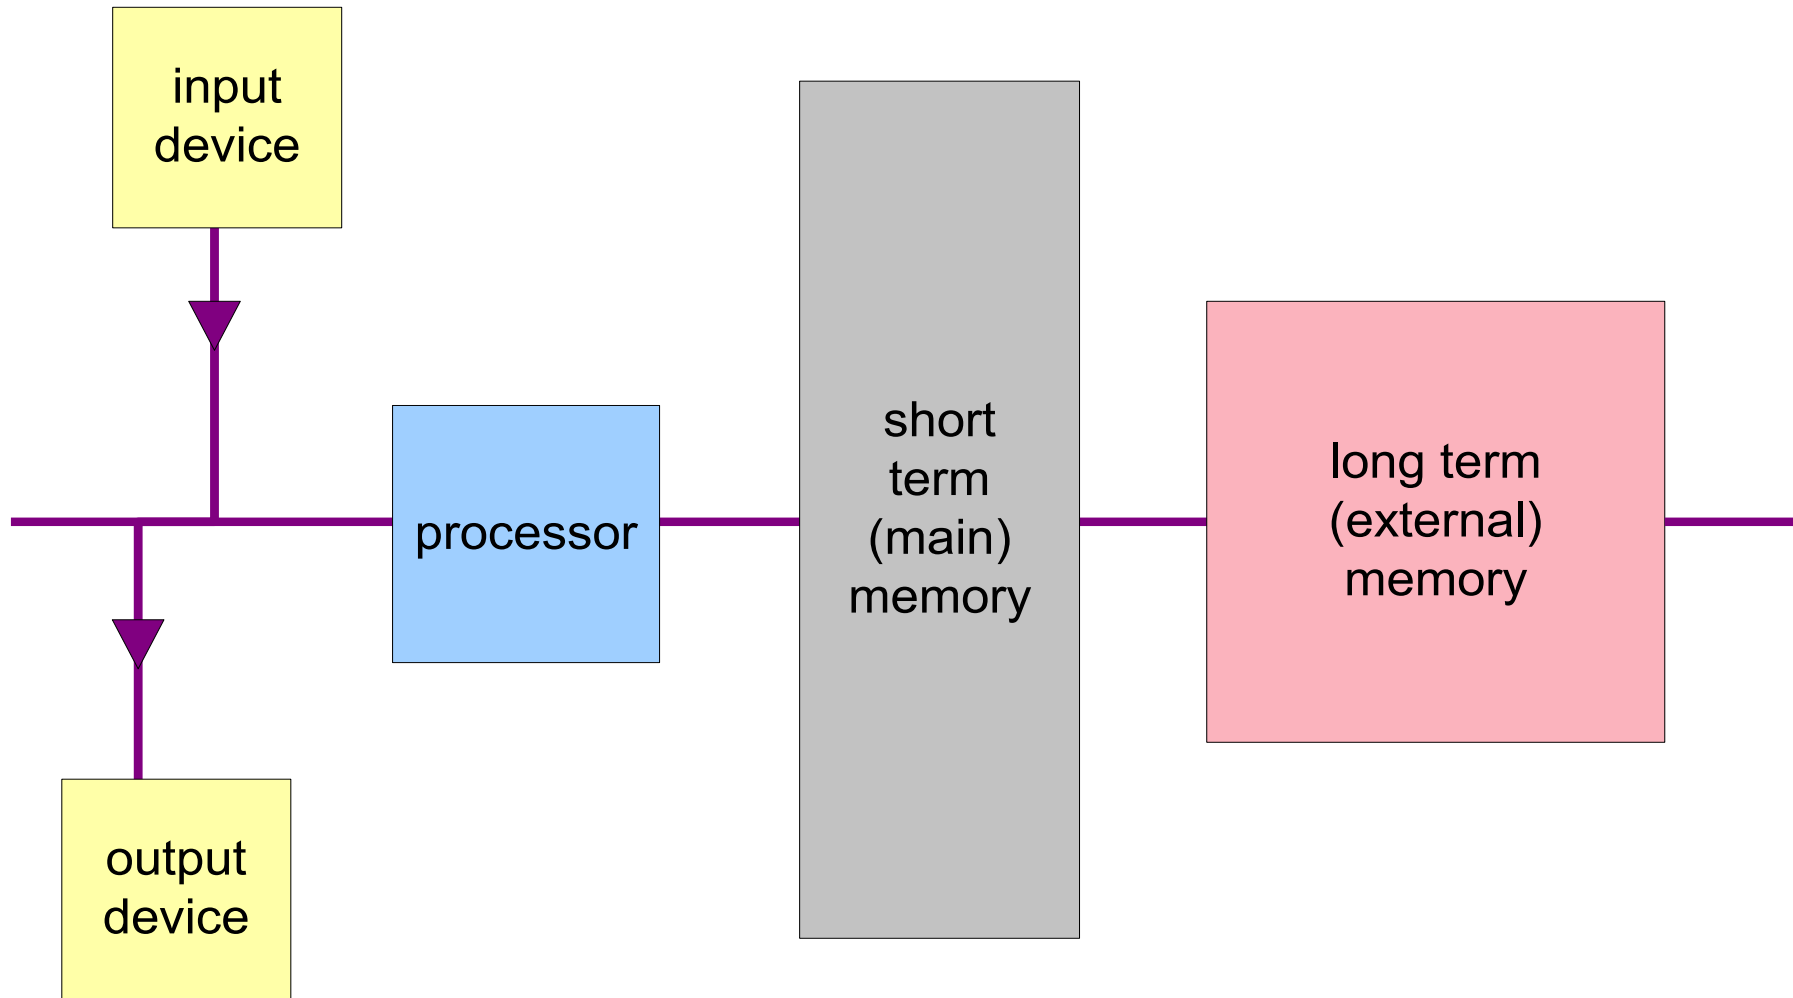 input
device
processor
short
term
(main)
memory
long term
(external)
memory
output
device